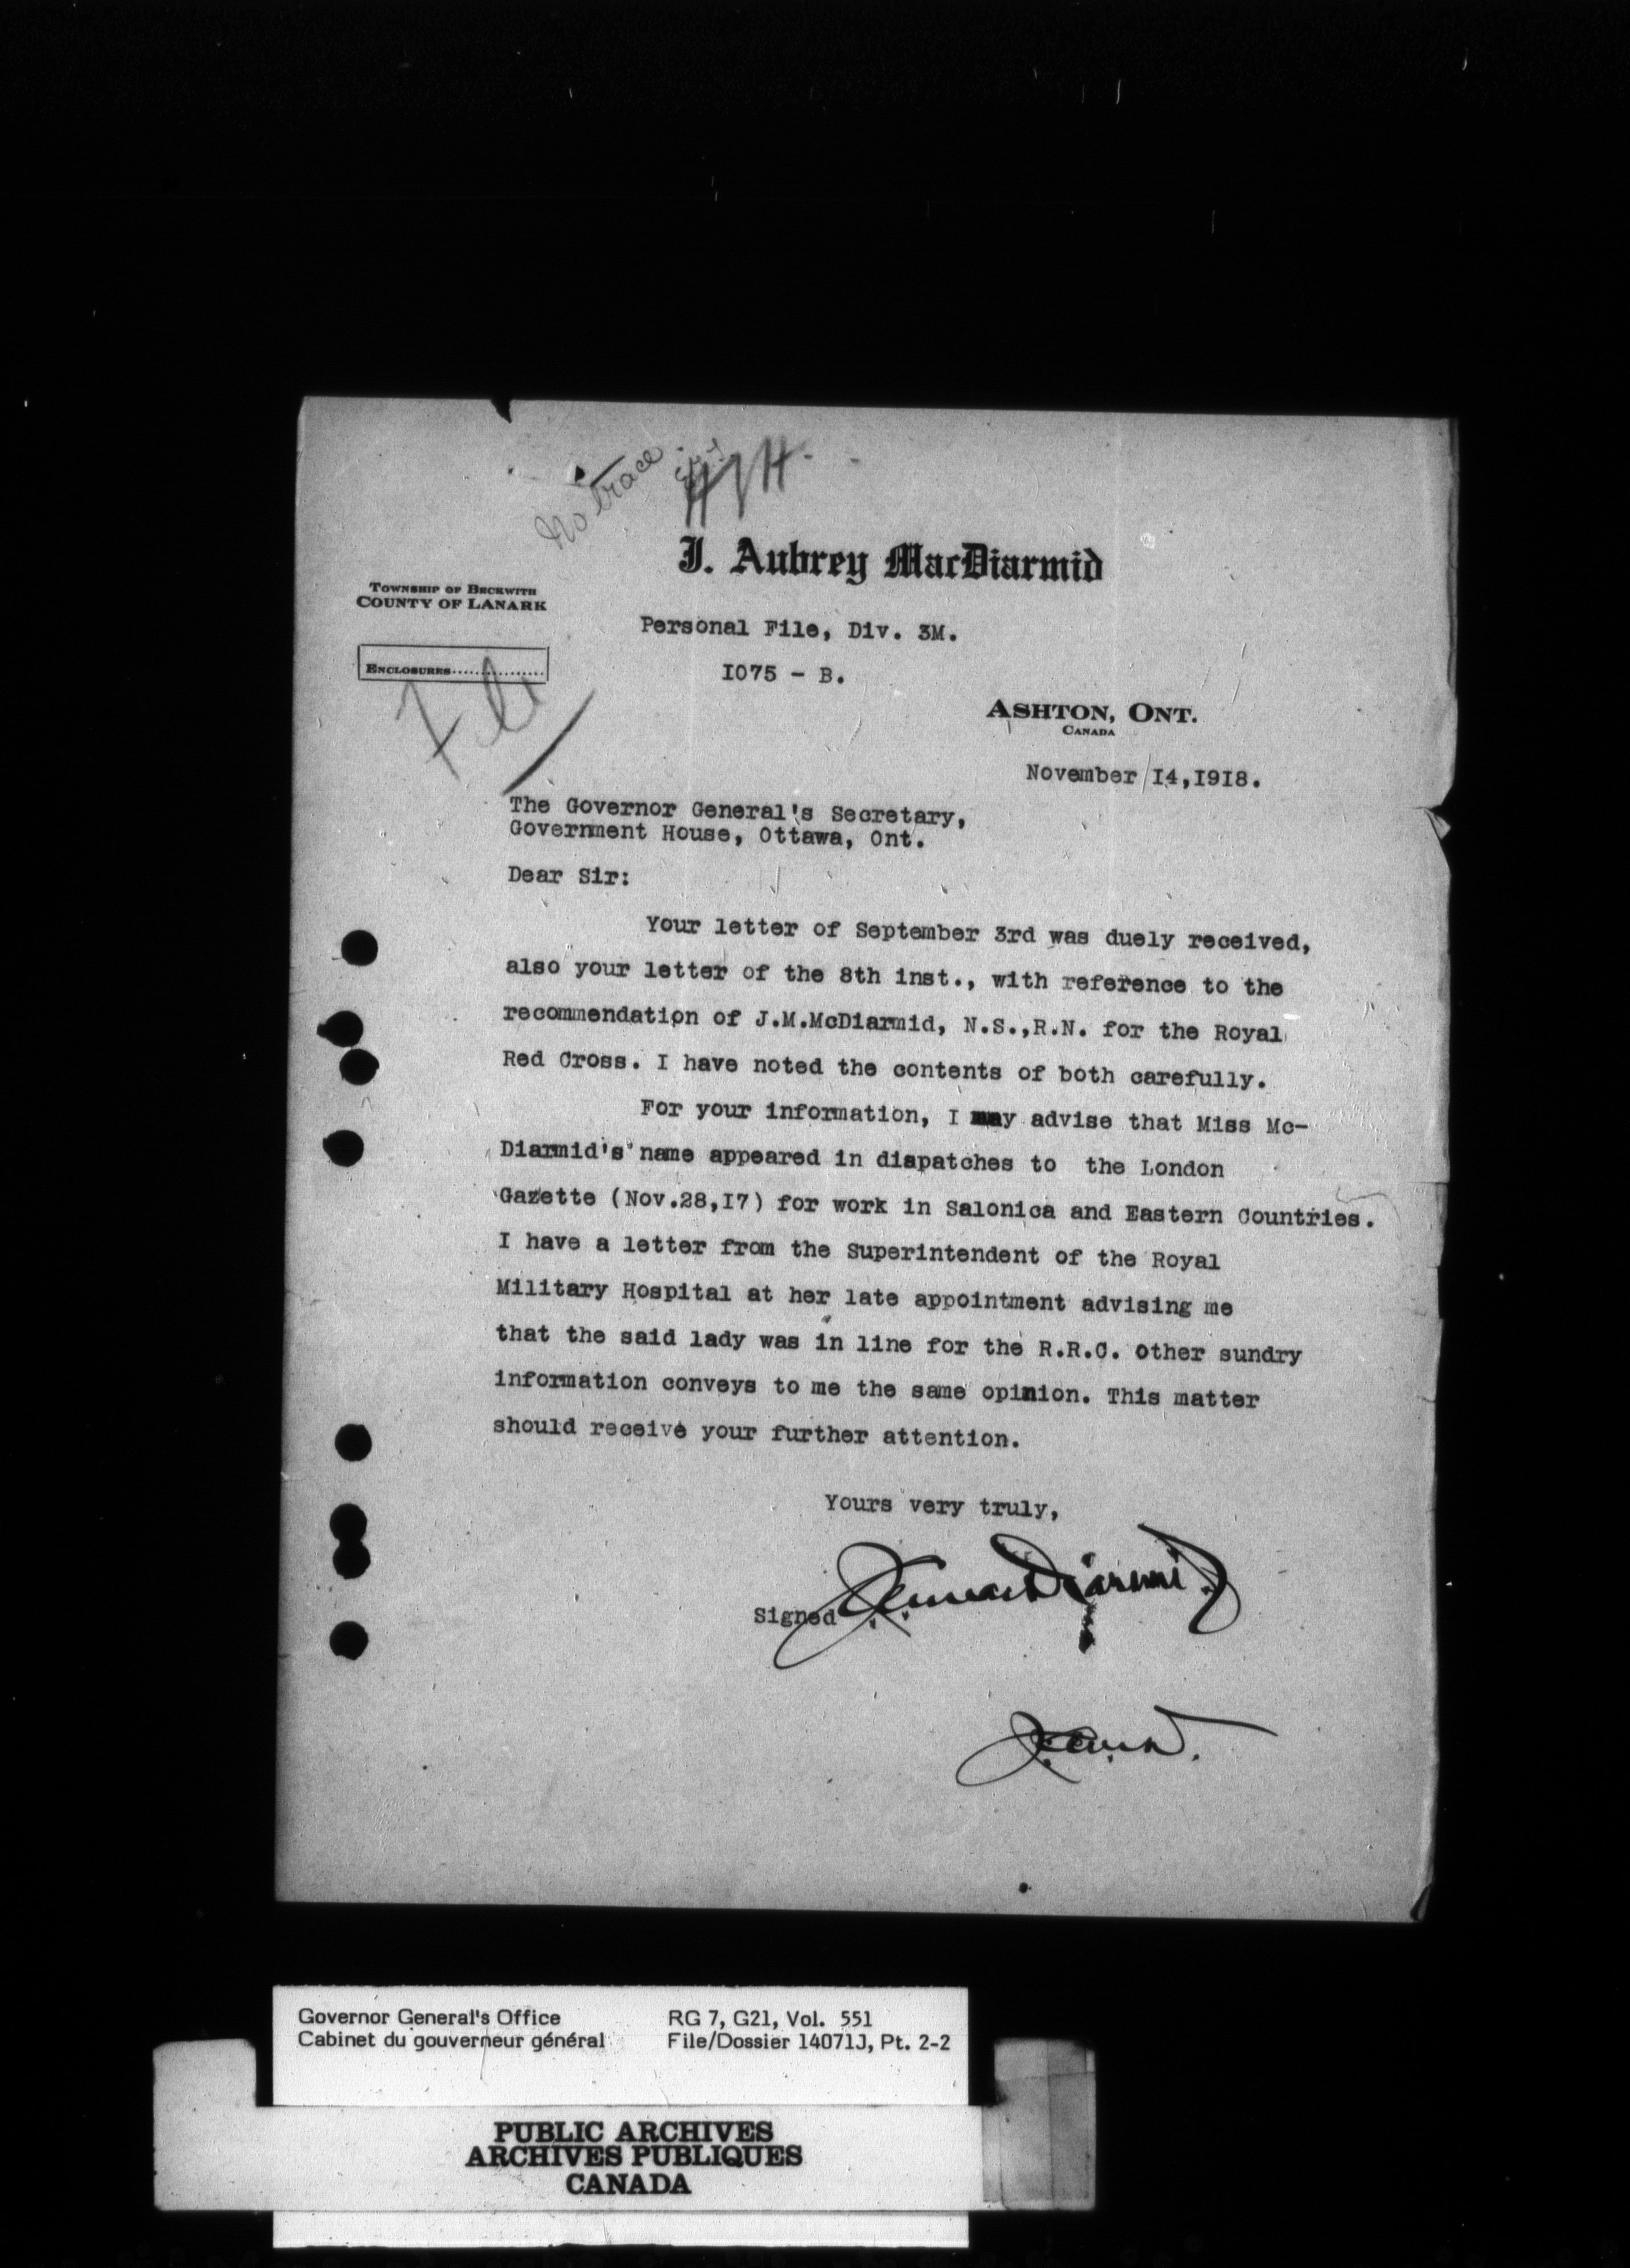 No trace
J. Aubrey MacDiarmid
TOWNSHIP OF BECKWITH
COUNTY OF LANARK
Personal File, Div. 3M.
ENCLOSURES................
I075 - B.
File
ASHTON, ONT.
CANADA
November 14,I9I8.
The Governor General's Secretary,
Government House, Ottawa, Ont.
Dear Sir:
Your letter of September 3rd was duely received,
also your letter of the 8th inst., with reference to the
recommendation of J.M.McDiarmid, N.S.,R.N. for the Royal
Red Cross. I have noted the contents of both carefully.
For your information, I may advise that Miss Mc-
Diarmid's name appeared in dispatches to the London
Gazette (Nov.28,I7) for work in Salonica and Eastern Countries.
I have a letter from the Superintendent of the Royal
Military Hospital at her late appointment advising me
that the said lady was in line for the R.R.C. Other sundry
information conveys to me the same opinion. This matter
should receive your further attention.
Yours very truly,
Signed
Governor General's Office RG 7, G21, Vol. 551
Cabinet du gouverneur général File/Dossier 14071J, Pt. 2-2
PUBLIC ARCHIVES
ARCHIVES PUBLIQUES
CANADA